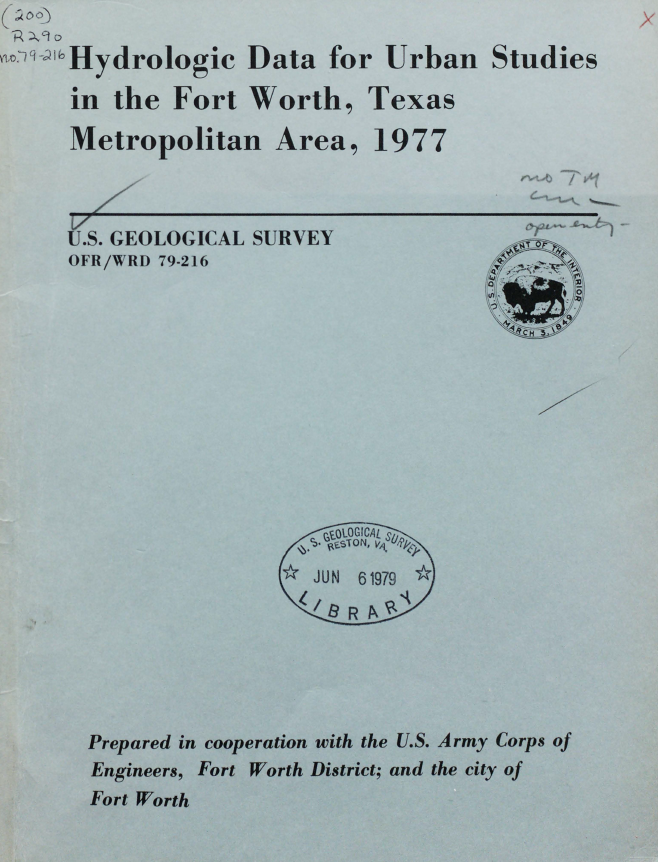 (200)
R290
no.79-216
Hydrologic Data for Urban Studies
in the Fort Worth, Texas
Metropolitan Area, 1977
no TM
open entry-
U.S. GEOLOGICAL SURVEY
OFR/WRD 79-216
U.S. DEPARTMENT OF THE INTERIOR
MARCH 3, 1849
U. S. GEOLOGICAL SURVEY
RESTON, VA.
JUN 6 1979
LIBRARY
Prepared in cooperation with the U.S. Army Corps of
Engineers, Fort Worth District; and the city of
Fort Worth